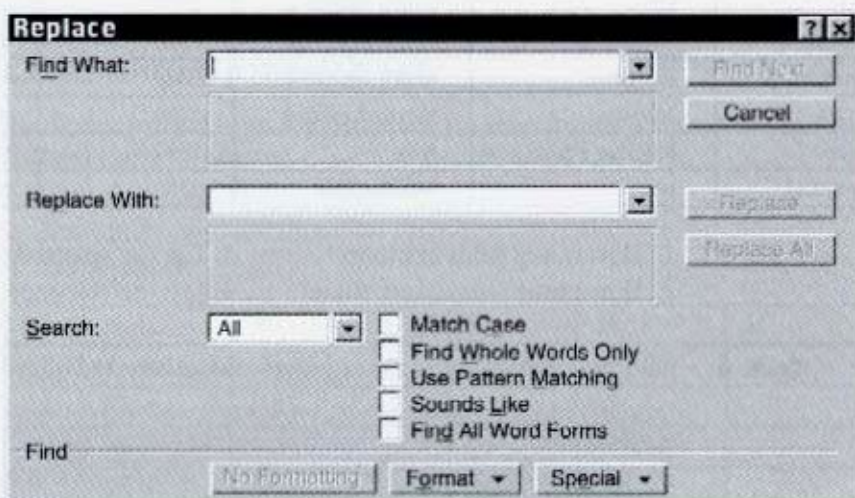 Replace
Find What:
Find Next
Cancel
Replace With:
Replace
Replace All
Search: All
Match Case
Find Whole Words Only
Use Pattern Matching
Sounds Like
Find All Word Forms
Find
No Formatting Format Special